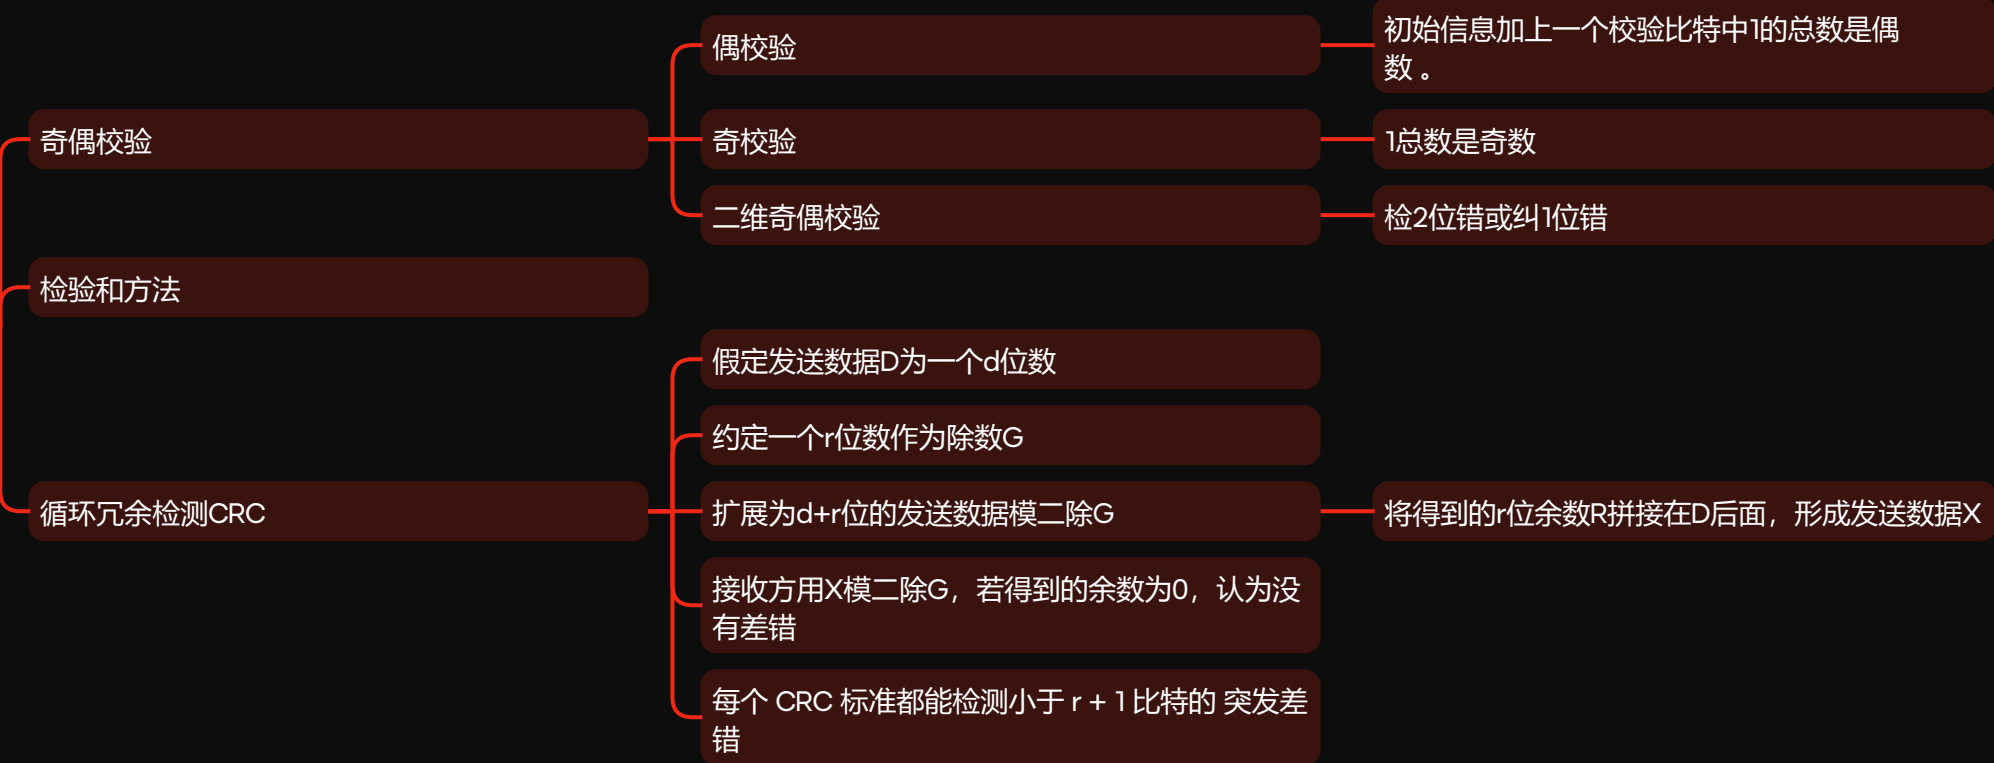 奇偶校验
偶校验
初始信息加上一个校验比特中1的总数是偶
数 。
奇校验
1总数是奇数
二维奇偶校验
检2位错或纠1位错
检验和方法
循环冗余检测CRC
假定发送数据D为一个d位数
约定一个r位数作为除数G
扩展为d+r位的发送数据模二除G
将得到的r位余数R拼接在D后面，形成发送数据X
接收方用X模二除G，若得到的余数为0，认为没
有差错
每个 CRC 标准都能检测小于 r + 1 比特的 突发差
错